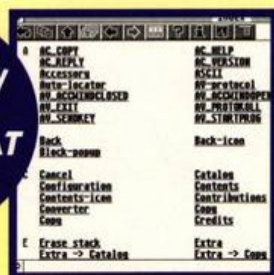 INDEX
A AC_COPY AC_HELP
AC_REPLY AC_VERSION
Accessory ASCII
Auto-locator AV-protocol
AV_ACCWINDCLOSED AV_ACCWINDOPEN
AV_EXIT AV_PROTOKOLL
AV_SENDKEY AV_STARTPROG
Back Back-icon
Block-popup
C Cancel Catalog
Configuration Contents
Contents-icon Contributions
Converter Copy
Copy Credits
E Erase stack Extra
Extra -> Catalog Extra -> Copy
AT